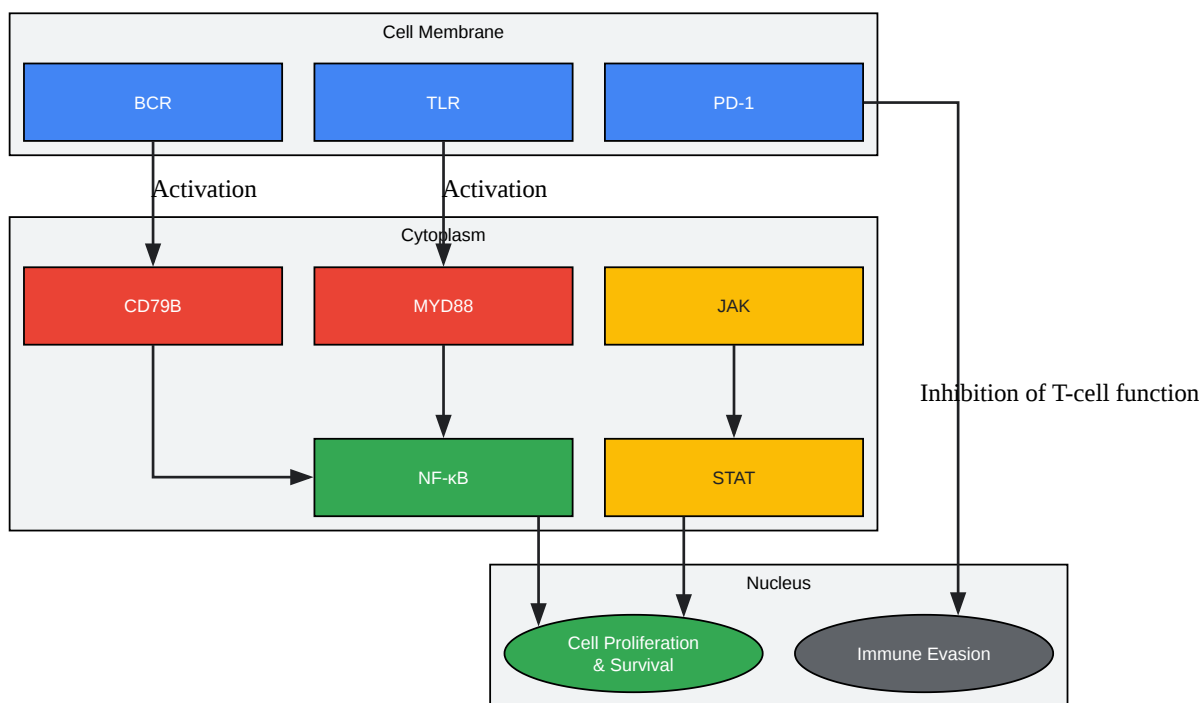 Cell Membrane
BCR
TLR
PD-1
Activation
Activation
Cytoplasm
CD79B
MYD88
JAK
Inhibition of T-cell function
NF-κB
STAT
Nucleus
Cell Proliferation
& Survival
Immune Evasion